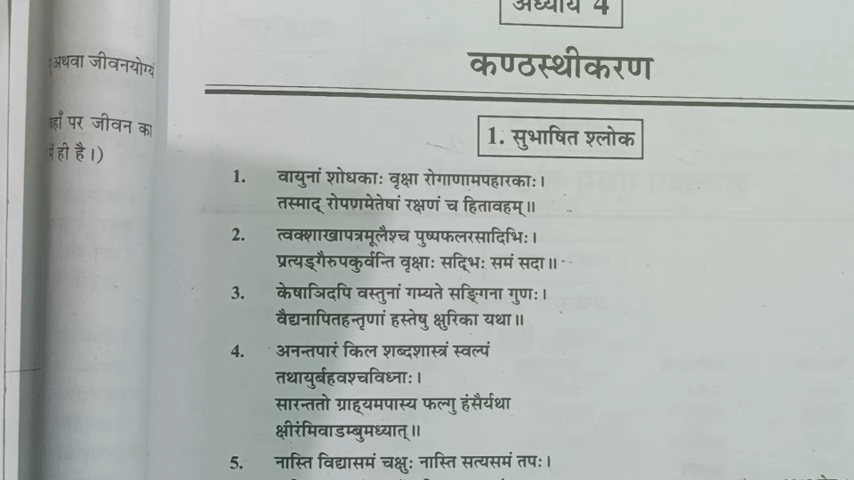 अध्याय 4
अथवा जीवनयोग्यं
पर जीवन का
ही है।)
कण्ठस्थीकरण
1. सुभाषित श्लोक
1. वायुनां शोधकाः वृक्षा रोगाणामपहारकाः।
तस्माद् रोपणमेतेषां रक्षणं च हितावहम्॥
2. त्वक्शाखापत्रमूलैश्च पुष्पफलरसादिभिः।
प्रत्यङ्गैरुपकुर्वन्ति वृक्षाः सद्भिः समं सदा॥
3. केषाञिदपि वस्तुनां गम्यते सङ्गिना गुणः।
वैद्यनापितहन्तृणां हस्तेषु क्षुरिका यथा॥
4. अनन्तपारं किल शब्दशास्त्रं स्वल्पं
तथायुर्बहवश्चविध्नाः।
सारन्ततो ग्राह्यमपास्य फल्गु हंसैर्यथा
क्षीरंमिवाडम्बुमध्यात्॥
5. नास्ति विद्यासमं चक्षुः नास्ति सत्यसमं तपः।